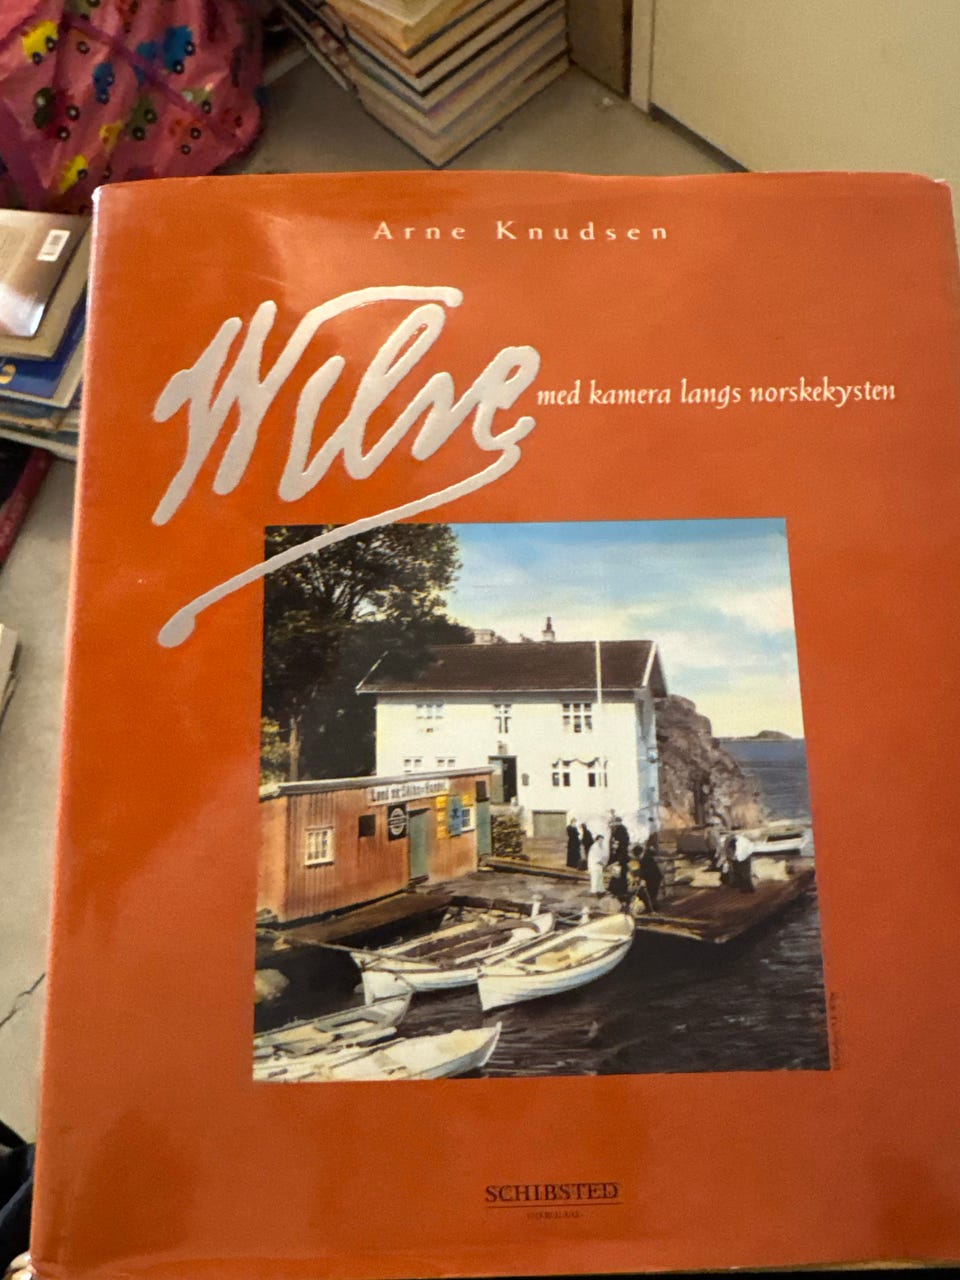 Arne Knudsen
Wilse
med kamera langs norskekysten
SCHIBSTED